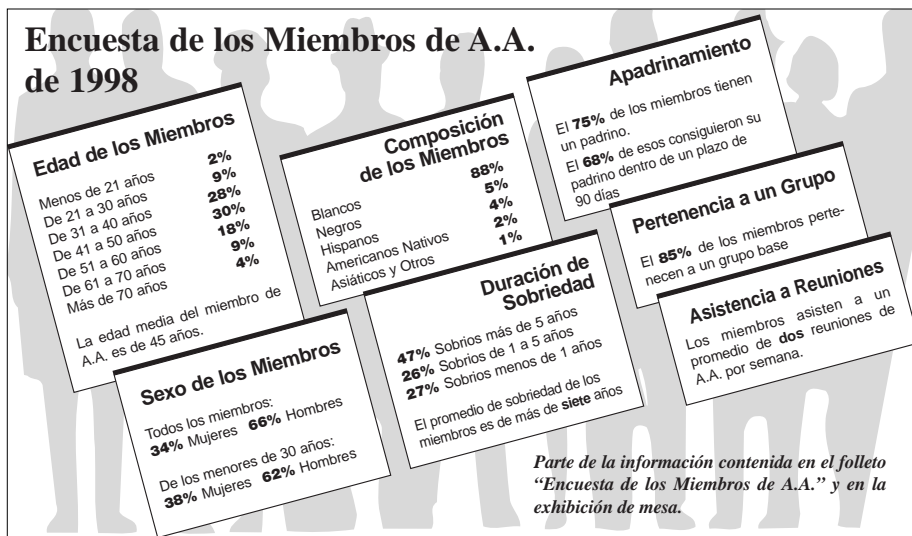 Encuesta de los Miembros de A.A.
de 1998
Edad de los Miembros
Menos de 21 años 2%
De 21 a 30 años 9%
De 31 a 40 años 28%
De 41 a 50 años 30%
De 51 a 60 años 18%
De 61 a 70 años 9%
Más de 70 años 4%
La edad media del miembro de
A.A. es de 45 años.
Sexo de los Miembros
Todos los miembros:
34% Mujeres 66% Hombres
De los menores de 30 años:
38% Mujeres 62% Hombres
Composición
de los Miembros
Blancos 88%
Negros 5%
Hispanos 4%
Americanos Nativos 2%
Asiáticos y Otros 1%
Duración de
Sobriedad
47% Sobrios más de 5 años
26% Sobrios de 1 a 5 años
27% Sobrios menos de 1 años
El promedio de sobriedad de los
miembros es de más de siete años
Apadrinamiento
El 75% de los miembros tienen
un padrino.
El 68% de esos consiguieron su
padrino dentro de un plazo de
90 días
Pertenencia a un Grupo
El 85% de los miembros perte-
necen a un grupo base
Asistencia a Reuniones
Los miembros asisten a un
promedio de dos reuniones de
A.A. por semana.
Parte de la información contenida en el folleto
“Encuesta de los Miembros de A.A.” y en la
exhibición de mesa.